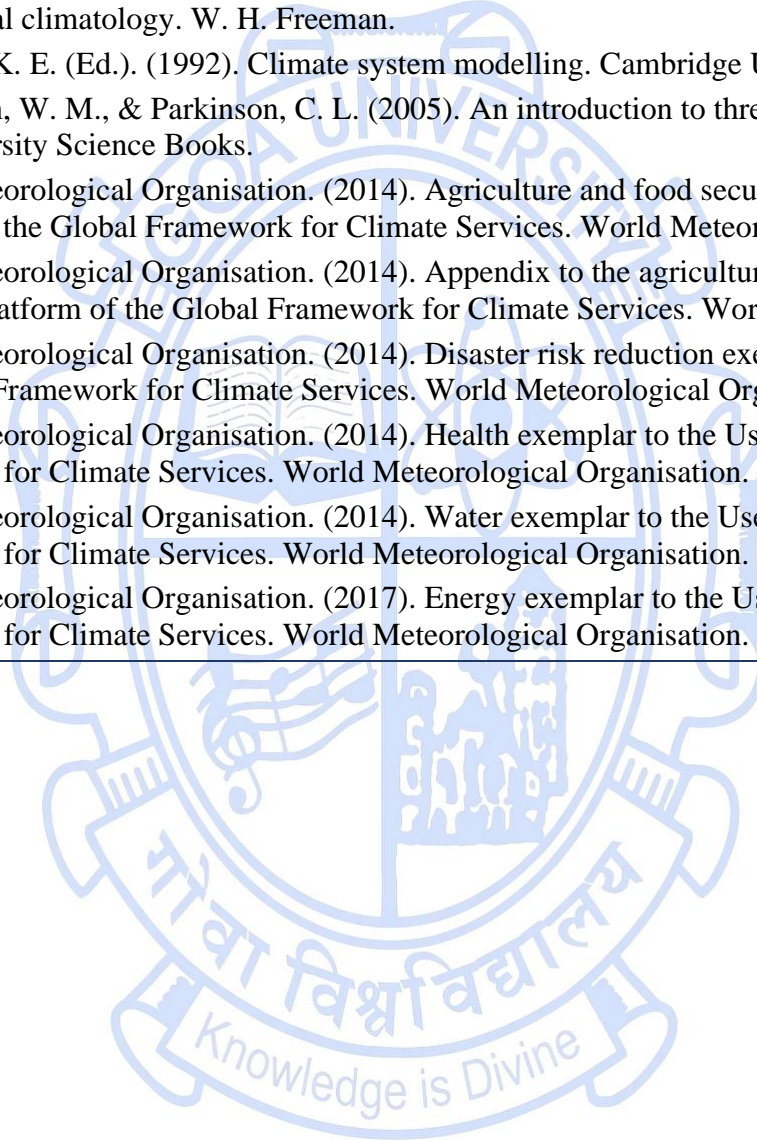 al climatology. W. H. Freeman.
K. E. (Ed.). (1992). Climate system modelling. Cambridge U
, W. M., & Parkinson, C. L. (2005). An introduction to thre
rsity Science Books.
eorological Organisation. (2014). Agriculture and food secu
the Global Framework for Climate Services. World Meteor
eorological Organisation. (2014). Appendix to the agricultur
atform of the Global Framework for Climate Services. Wor
eorological Organisation. (2014). Disaster risk reduction exe
Framework for Climate Services. World Meteorological Org
eorological Organisation. (2014). Health exemplar to the Us
for Climate Services. World Meteorological Organisation.
eorological Organisation. (2014). Water exemplar to the Use
for Climate Services. World Meteorological Organisation.
eorological Organisation. (2017). Energy exemplar to the Us
for Climate Services. World Meteorological Organisation.
GOA UNIVERSITY
गोंवा विश्वविद्यालय
Knowledge is Divine